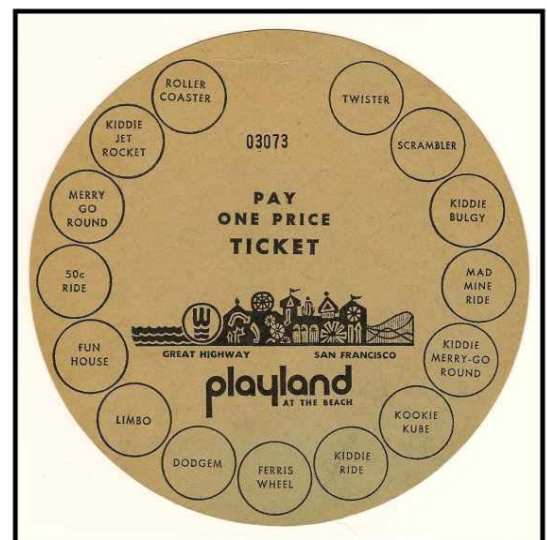 ROLLER
COASTER
TWISTER
KIDDIE
JET
ROCKET
03073
SCRAMBLER
MERRY
GO
ROUND
PAY
ONE PRICE
TICKET
KIDDIE
BULGY
50c
RIDE
MAD
MINE
RIDE
W
GREAT HIGHWAY
SAN FRANCISCO
FUN
HOUSE
KIDDIE
MERRY-GO
ROUND
playland
AT THE BEACH
LIMBO
KOOKIE
KUBE
DODGEM
FERRIS
WHEEL
KIDDIE
RIDE